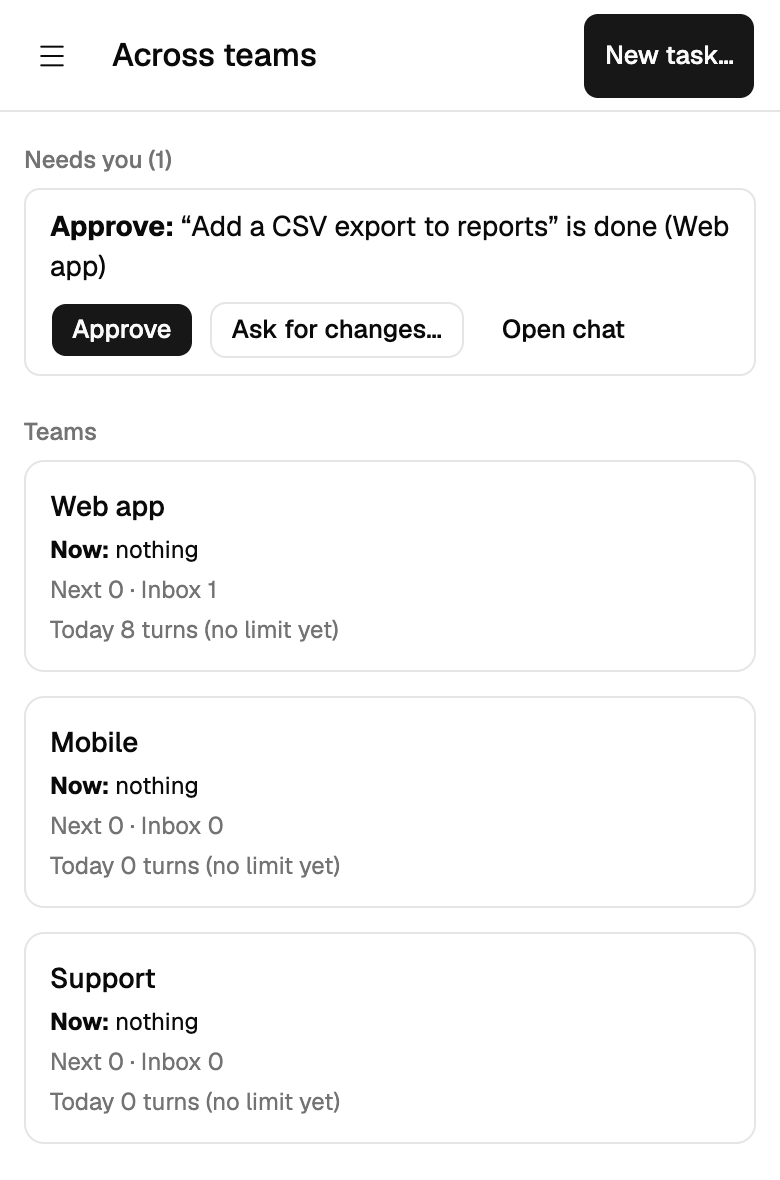 Across teams
New task…
Needs you (1)
Approve: “Add a CSV export to reports” is done (Web
app)
Approve
Ask for changes…
Open chat
Teams
Web app
Now: nothing
Next 0 · Inbox 1
Today 8 turns (no limit yet)
Mobile
Now: nothing
Next 0 · Inbox 0
Today 0 turns (no limit yet)
Support
Now: nothing
Next 0 · Inbox 0
Today 0 turns (no limit yet)